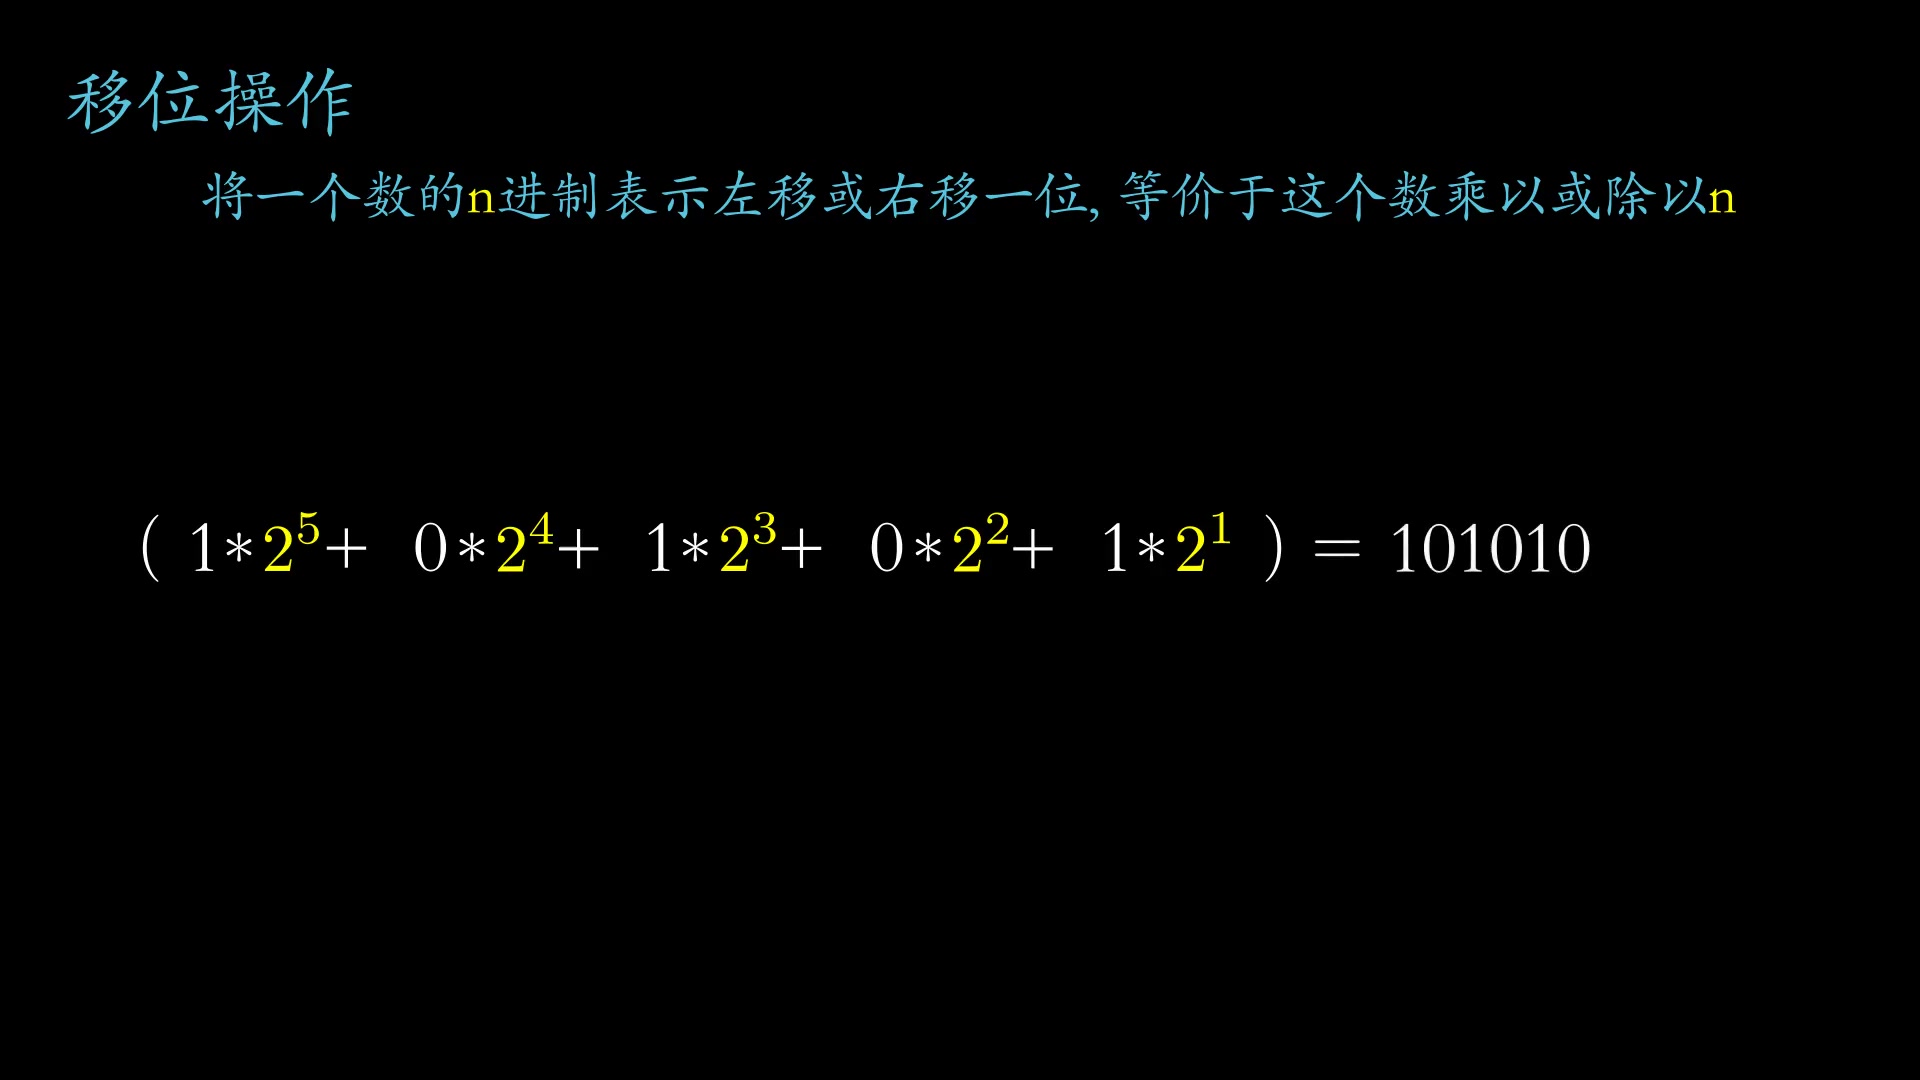 移位操作
将一个数的n进制表示左移或右移一位, 等价于这个数乘以或除以n
( 1*2^5+ 0*2^4+ 1*2^3+ 0*2^2+ 1*2^1 ) = 101010